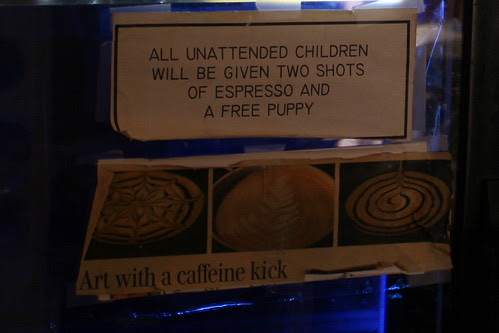 ALL UNATTENDED CHILDREN
WILL BE GIVEN TWO SHOTS
OF ESPRESSO AND
A FREE PUPPY
Art with a caffeine kick